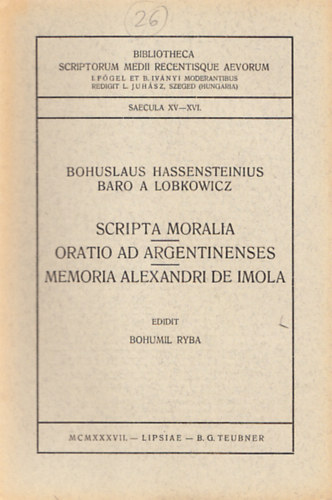 26
BIBLIOTHECA
SCRIPTORUM MEDII RECENTISQUE AEVORUM
I. FÓGEL ET B. IVÁNYI MODERANTIBUS
REDIGIT L. JUHÁSZ, SZEGED (HUNGARIA)
SAECULA XV—XVI.
BOHUSLAUS HASSENSTEINIUS
BARO A LOBKOWICZ
SCRIPTA MORALIA
ORATIO AD ARGENTINENSES
MEMORIA ALEXANDRI DE IMOLA
EDIDIT
BOHUMIL RYBA
MCMXXXVII. — LIPSIAE — B. G. TEUBNER